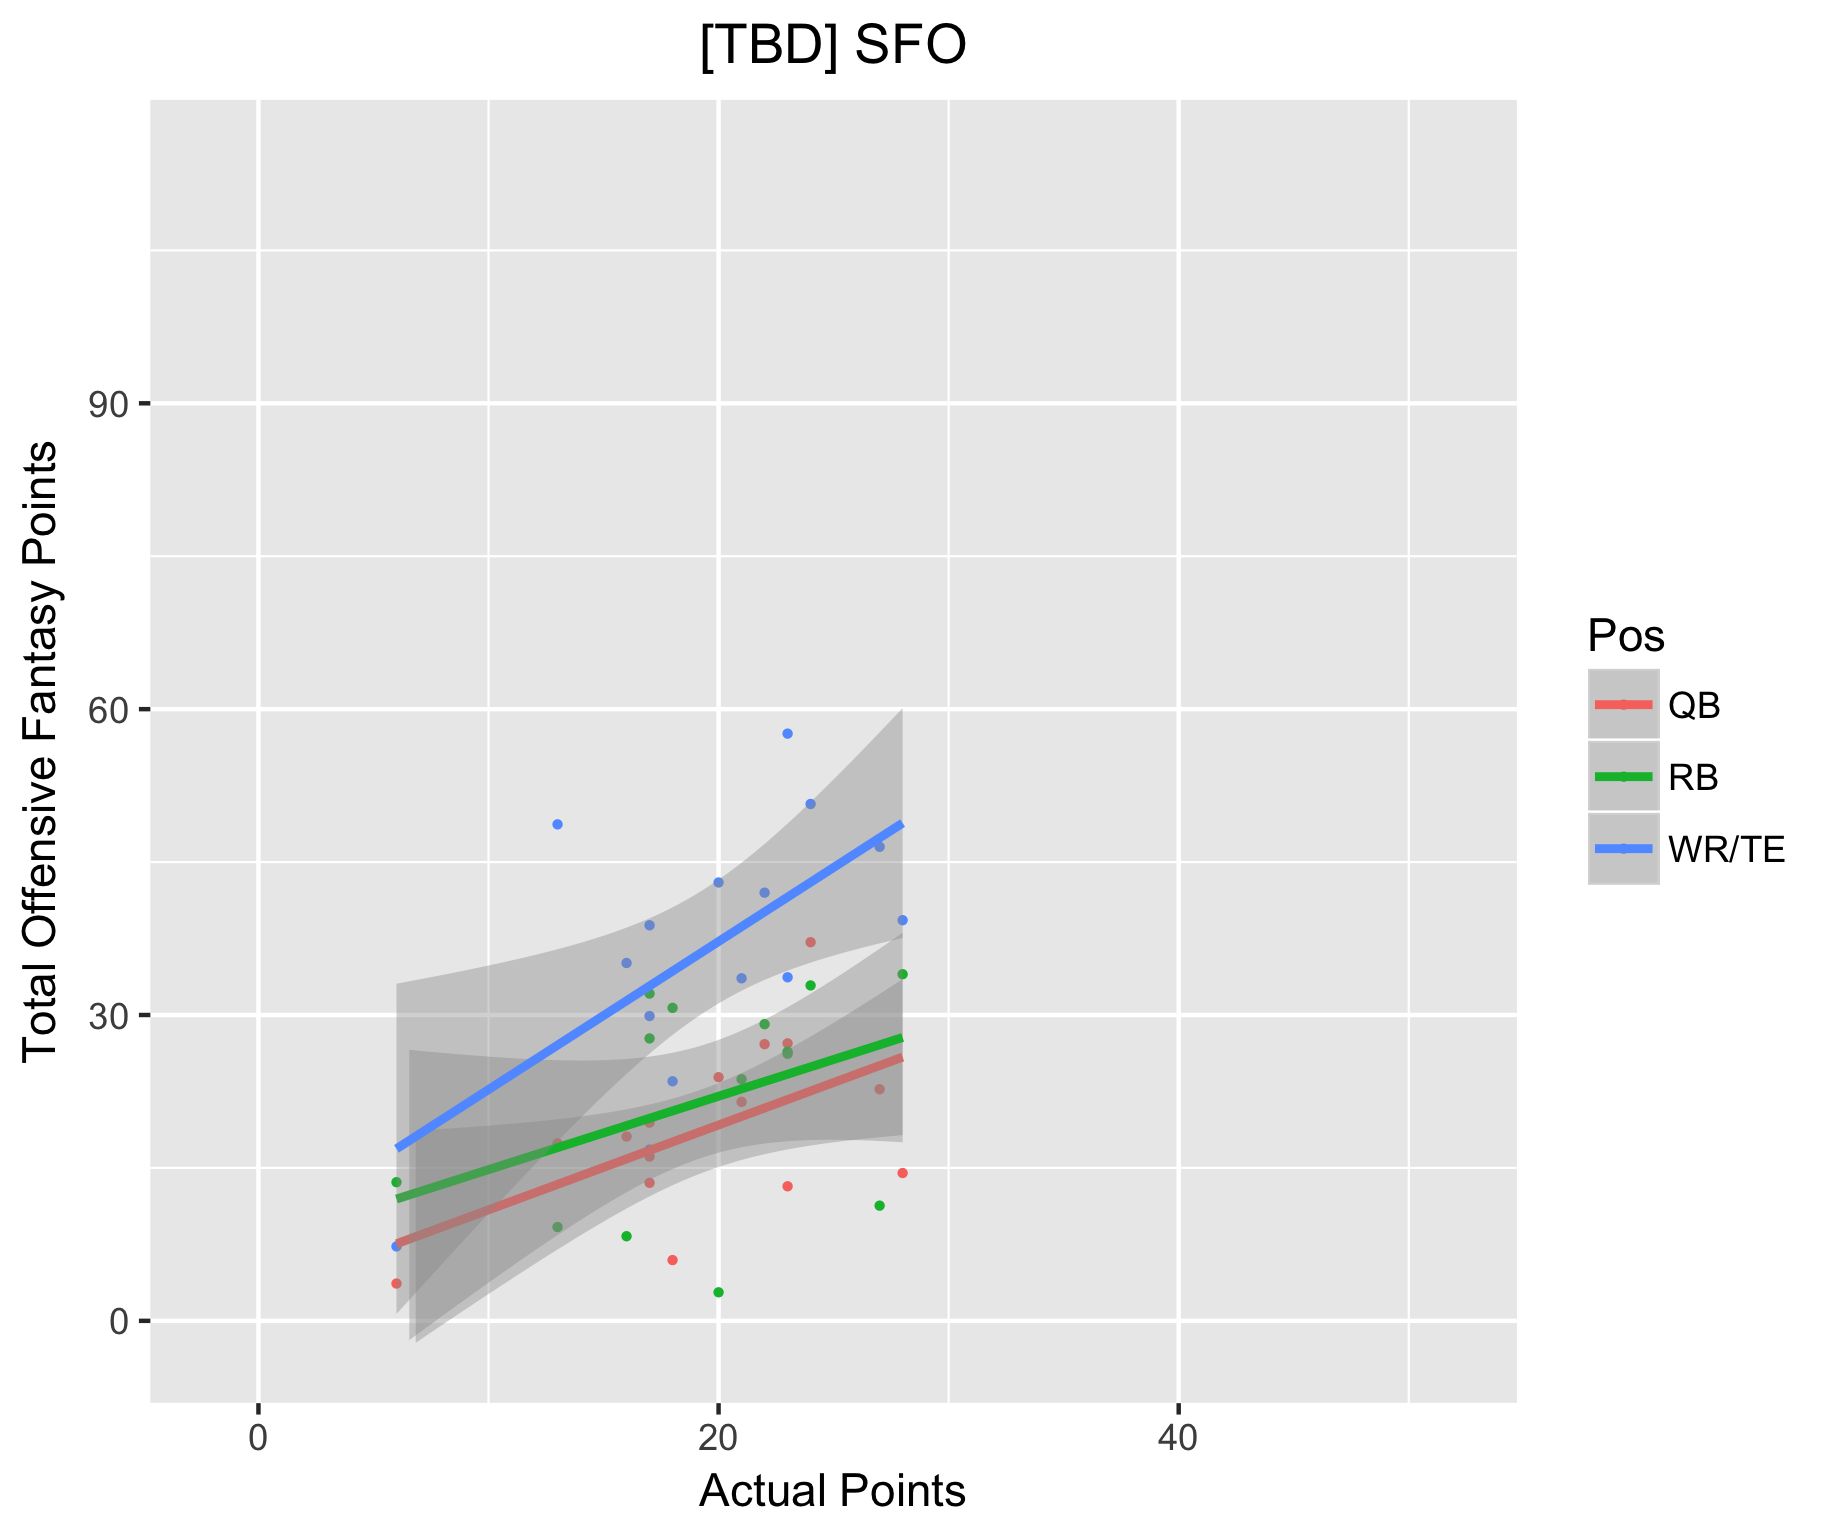 [TBD] SFO
Total Offensive Fantasy Points
90
60
30
0
0 20 40
Actual Points
Pos
QB
RB
WR/TE